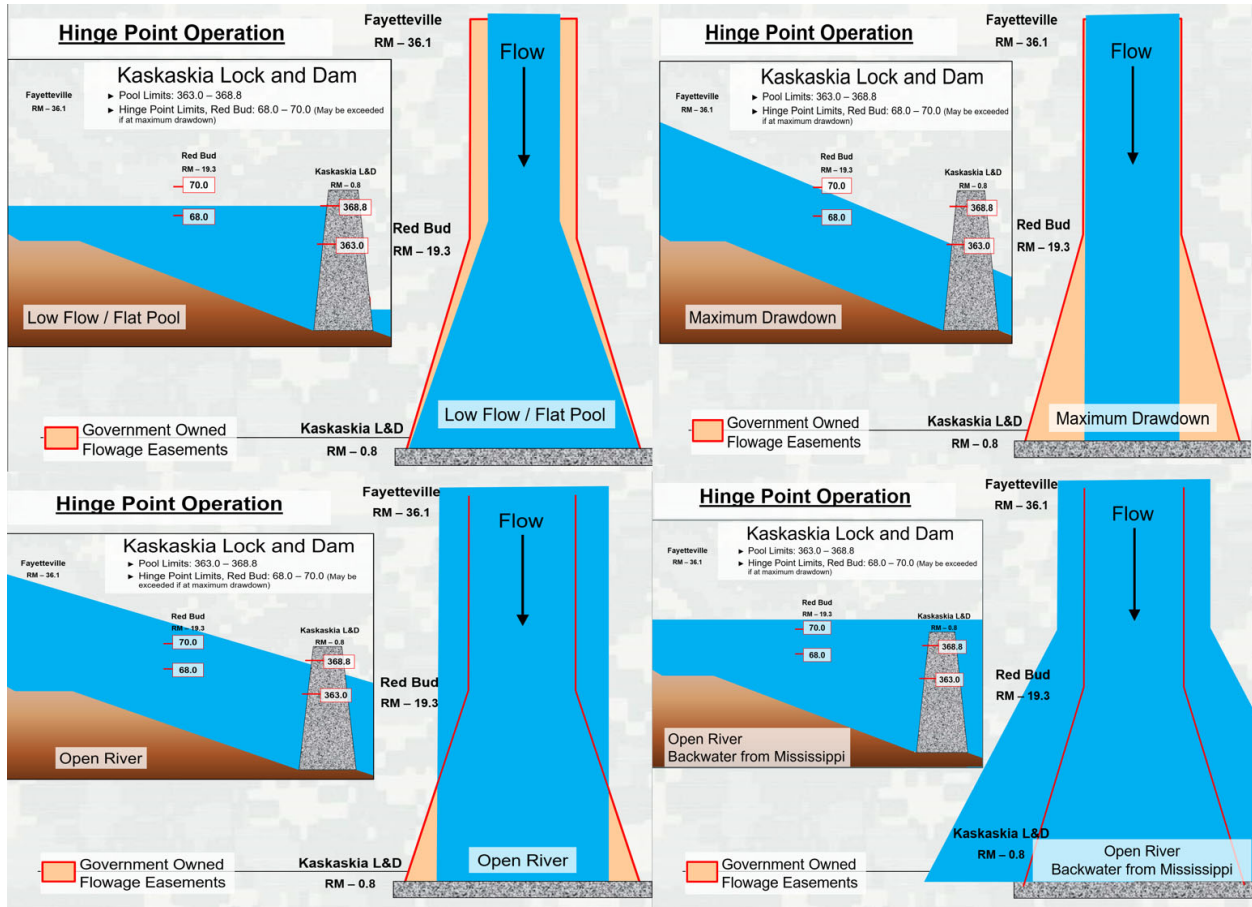 Hinge Point Operation
Fayetteville
RM – 36.1
Flow
Kaskaskia Lock and Dam
► Pool Limits: 363.0 – 368.8
► Hinge Point Limits, Red Bud: 68.0 – 70.0 (May be exceeded
if at maximum drawdown)
Fayetteville
RM – 36.1
Red Bud
RM – 19.3
Kaskaskia L&D
RM – 0.8
70.0
68.0
368.8
363.0
Low Flow / Flat Pool
Red Bud
RM – 19.3
Low Flow / Flat Pool
Government Owned
Flowage Easements
Kaskaskia L&D
RM – 0.8
Hinge Point Operation
Fayetteville
RM – 36.1
Flow
Kaskaskia Lock and Dam
► Pool Limits: 363.0 – 368.8
► Hinge Point Limits, Red Bud: 68.0 – 70.0 (May be exceeded
if at maximum drawdown)
Fayetteville
RM – 36.1
Red Bud
RM – 19.3
Kaskaskia L&D
RM – 0.8
70.0
68.0
368.8
363.0
Maximum Drawdown
Red Bud
RM – 19.3
Maximum Drawdown
Government Owned
Flowage Easements
Kaskaskia L&D
RM – 0.8
Hinge Point Operation
Fayetteville
RM – 36.1
Flow
Kaskaskia Lock and Dam
► Pool Limits: 363.0 – 368.8
► Hinge Point Limits, Red Bud: 68.0 – 70.0 (May be
exceeded if at maximum drawdown)
Fayetteville
RM – 36.1
Red Bud
RM – 19.3
Kaskaskia L&D
RM – 0.8
70.0
68.0
368.8
363.0
Open River
Red Bud
RM – 19.3
Open River
Government Owned
Flowage Easements
Kaskaskia L&D
RM – 0.8
Hinge Point Operation
Fayetteville
RM – 36.1
Flow
Kaskaskia Lock and Dam
► Pool Limits: 363.0 – 368.8
► Hinge Point Limits, Red Bud: 68.0 – 70.0 (May be exceeded
if at maximum drawdown)
Fayetteville
RM – 36.1
Red Bud
RM – 19.3
Kaskaskia L&D
RM – 0.8
70.0
68.0
368.8
363.0
Open River
Backwater from Mississippi
Red Bud
RM – 19.3
Kaskaskia L&D
RM – 0.8
Open River
Backwater from Mississippi
Government Owned
Flowage Easements